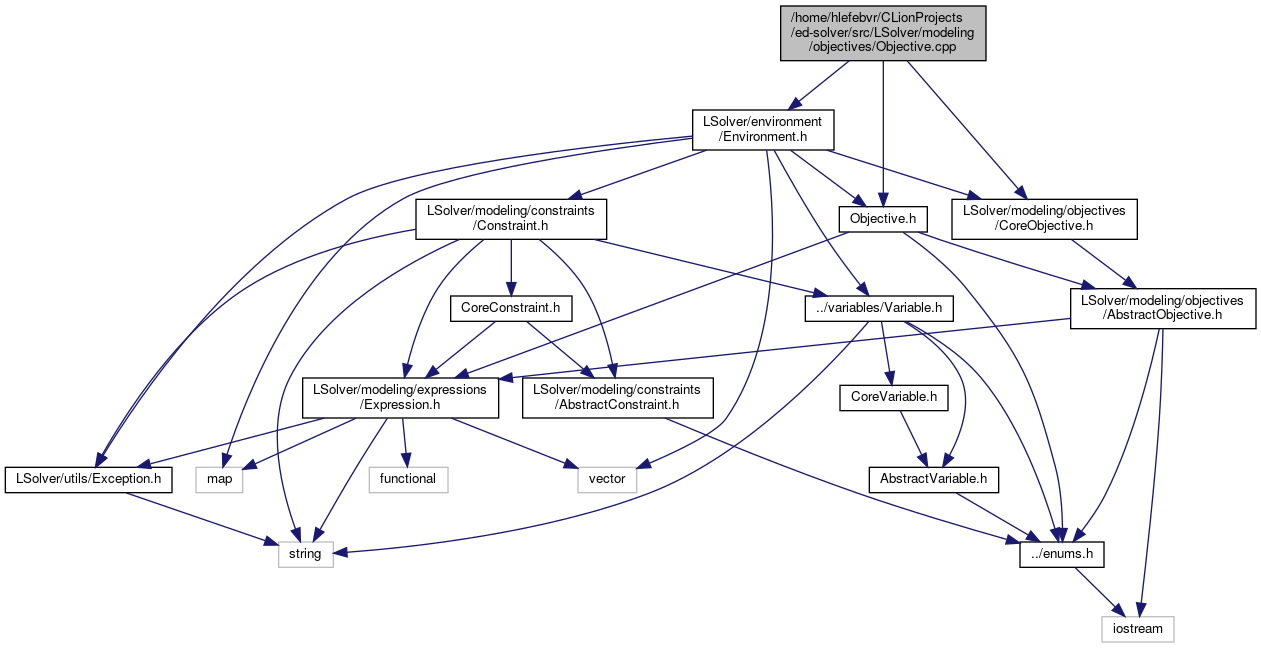 /home/hlefebvr/CLionProjects
/ed-solver/src/LSolver/modeling
/objectives/Objective.cpp
LSolver/environment
/Environment.h
LSolver/modeling/constraints
/Constraint.h
Objective.h
LSolver/modeling/objectives
/CoreObjective.h
CoreConstraint.h
../variables/Variable.h
LSolver/modeling/objectives
/AbstractObjective.h
LSolver/modeling/expressions
/Expression.h
LSolver/modeling/constraints
/AbstractConstraint.h
CoreVariable.h
LSolver/utils/Exception.h
map
functional
vector
AbstractVariable.h
string
../enums.h
iostream